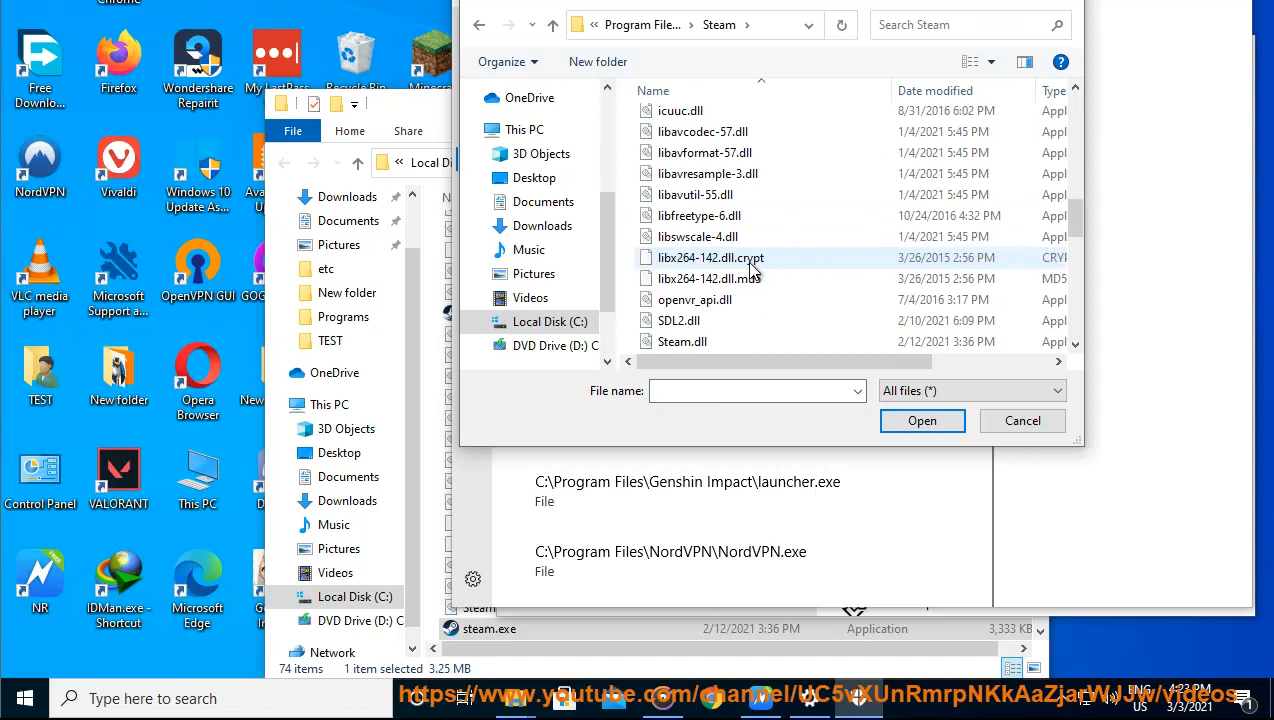 Chrome
Free
Downlo...
Firefox
Wondershare
Repairit
My LastPass
Recycle Bin
Minecraft
NordVPN
Vivaldi
Windows 10
Update As...
VLC media
player
Microsoft
Support a...
OpenVPN GUI
GOG
TEST
New folder
Opera
Browser
New
Control Panel
VALORANT
This PC
NR
IDMan.exe -
Shortcut
Microsoft
Edge
File
Home
Share
« Local Di
Downloads
Documents
Pictures
etc
New folder
Programs
TEST
OneDrive
This PC
3D Objects
Desktop
Documents
Downloads
Music
Pictures
Videos
Local Disk (C:)
DVD Drive (D:) C
Network
74 items
1 item selected 3.25 MB
steam.exe
2/12/2021 3:36 PM
Application
3,333 KB
« Program File... › Steam ›
Search Steam
Organize
New folder
OneDrive
This PC
3D Objects
Desktop
Documents
Downloads
Music
Pictures
Videos
Local Disk (C:)
DVD Drive (D:) C
Name Date modified Type
icuuc.dll 8/31/2016 6:02 PM Appl
libavcodec-57.dll 1/4/2021 5:45 PM Appl
libavformat-57.dll 1/4/2021 5:45 PM Appl
libavresample-3.dll 1/4/2021 5:45 PM Appl
libavutil-55.dll 1/4/2021 5:45 PM Appl
libfreetype-6.dll 10/24/2016 4:32 PM Appl
libswscale-4.dll 1/4/2021 5:45 PM Appl
libx264-142.dll.crypt 3/26/2015 2:56 PM CRYP
libx264-142.dll.md5 3/26/2015 2:56 PM MD5
openvr_api.dll 7/4/2016 3:17 PM Appl
SDL2.dll 2/10/2021 6:09 PM Appl
Steam.dll 2/12/2021 3:36 PM Appl
File name:
All files (*)
Open
Cancel
C:\Program Files\Genshin Impact\launcher.exe
File
C:\Program Files\NordVPN\NordVPN.exe
File
Type here to search
ENG
US
4:23 PM
3/3/2021
1